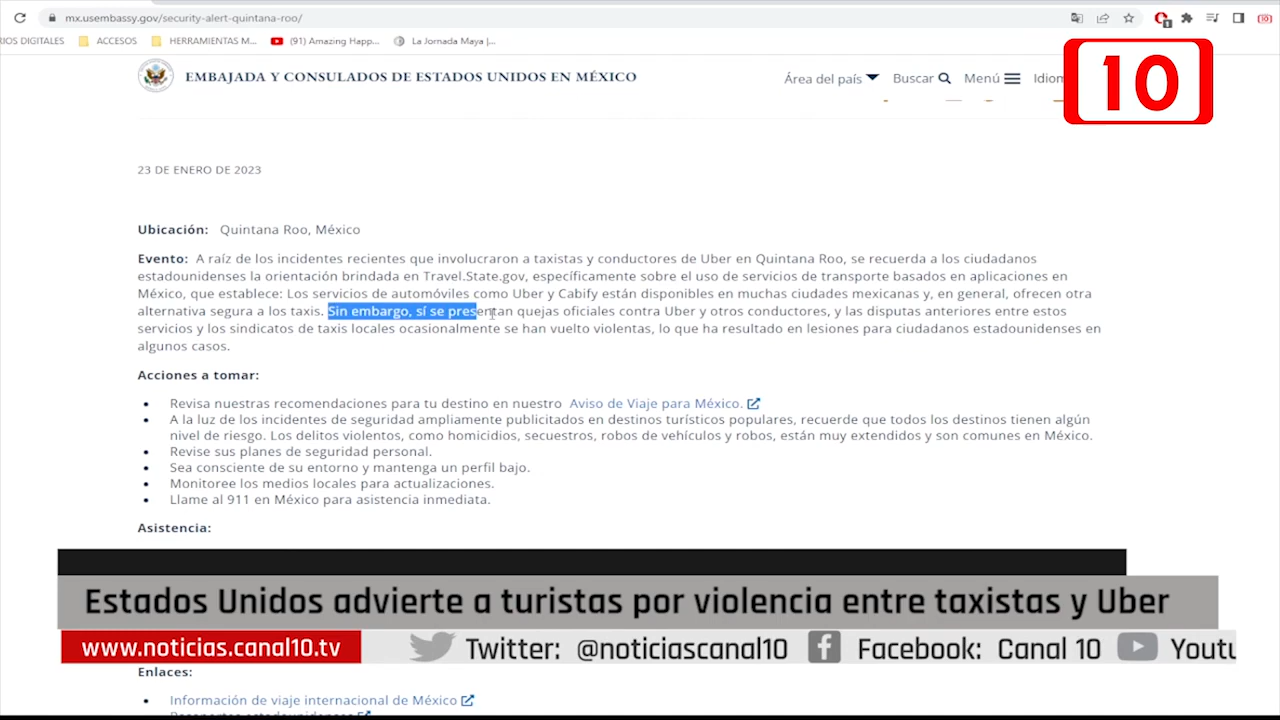 mx.usembassy.gov/security-alert-quintana-roo/
RIOS DIGITALES ACCESOS HERRAMIENTAS M... (91) Amazing Happ... La Jornada Maya |...
EMBAJADA Y CONSULADOS DE ESTADOS UNIDOS EN MÉXICO
Área del país Buscar Menú Idiom
10
23 DE ENERO DE 2023
Ubicación: Quintana Roo, México
Evento: A raíz de los incidentes recientes que involucraron a taxistas y conductores de Uber en Quintana Roo, se recuerda a los ciudadanos
estadounidenses la orientación brindada en Travel.State.gov, específicamente sobre el uso de servicios de transporte basados en aplicaciones en
México, que establece: Los servicios de automóviles como Uber y Cabify están disponibles en muchas ciudades mexicanas y, en general, ofrecen otra
alternativa segura a los taxis. Sin embargo, sí se presentan quejas oficiales contra Uber y otros conductores, y las disputas anteriores entre estos
servicios y los sindicatos de taxis locales ocasionalmente se han vuelto violentas, lo que ha resultado en lesiones para ciudadanos estadounidenses en
algunos casos.
Acciones a tomar:
• Revisa nuestras recomendaciones para tu destino en nuestro Aviso de Viaje para México.
• A la luz de los incidentes de seguridad ampliamente publicitados en destinos turísticos populares, recuerde que todos los destinos tienen algún
nivel de riesgo. Los delitos violentos, como homicidios, secuestros, robos de vehículos y robos, están muy extendidos y son comunes en México.
• Revise sus planes de seguridad personal.
• Sea consciente de su entorno y mantenga un perfil bajo.
• Monitoree los medios locales para actualizaciones.
• Llame al 911 en México para asistencia inmediata.
Asistencia:
Estados Unidos advierte a turistas por violencia entre taxistas y Uber
www.noticias.canal10.tv Twitter: @noticiascanal10 Facebook: Canal 10 Youtu
Enlaces:
• Información de viaje internacional de México